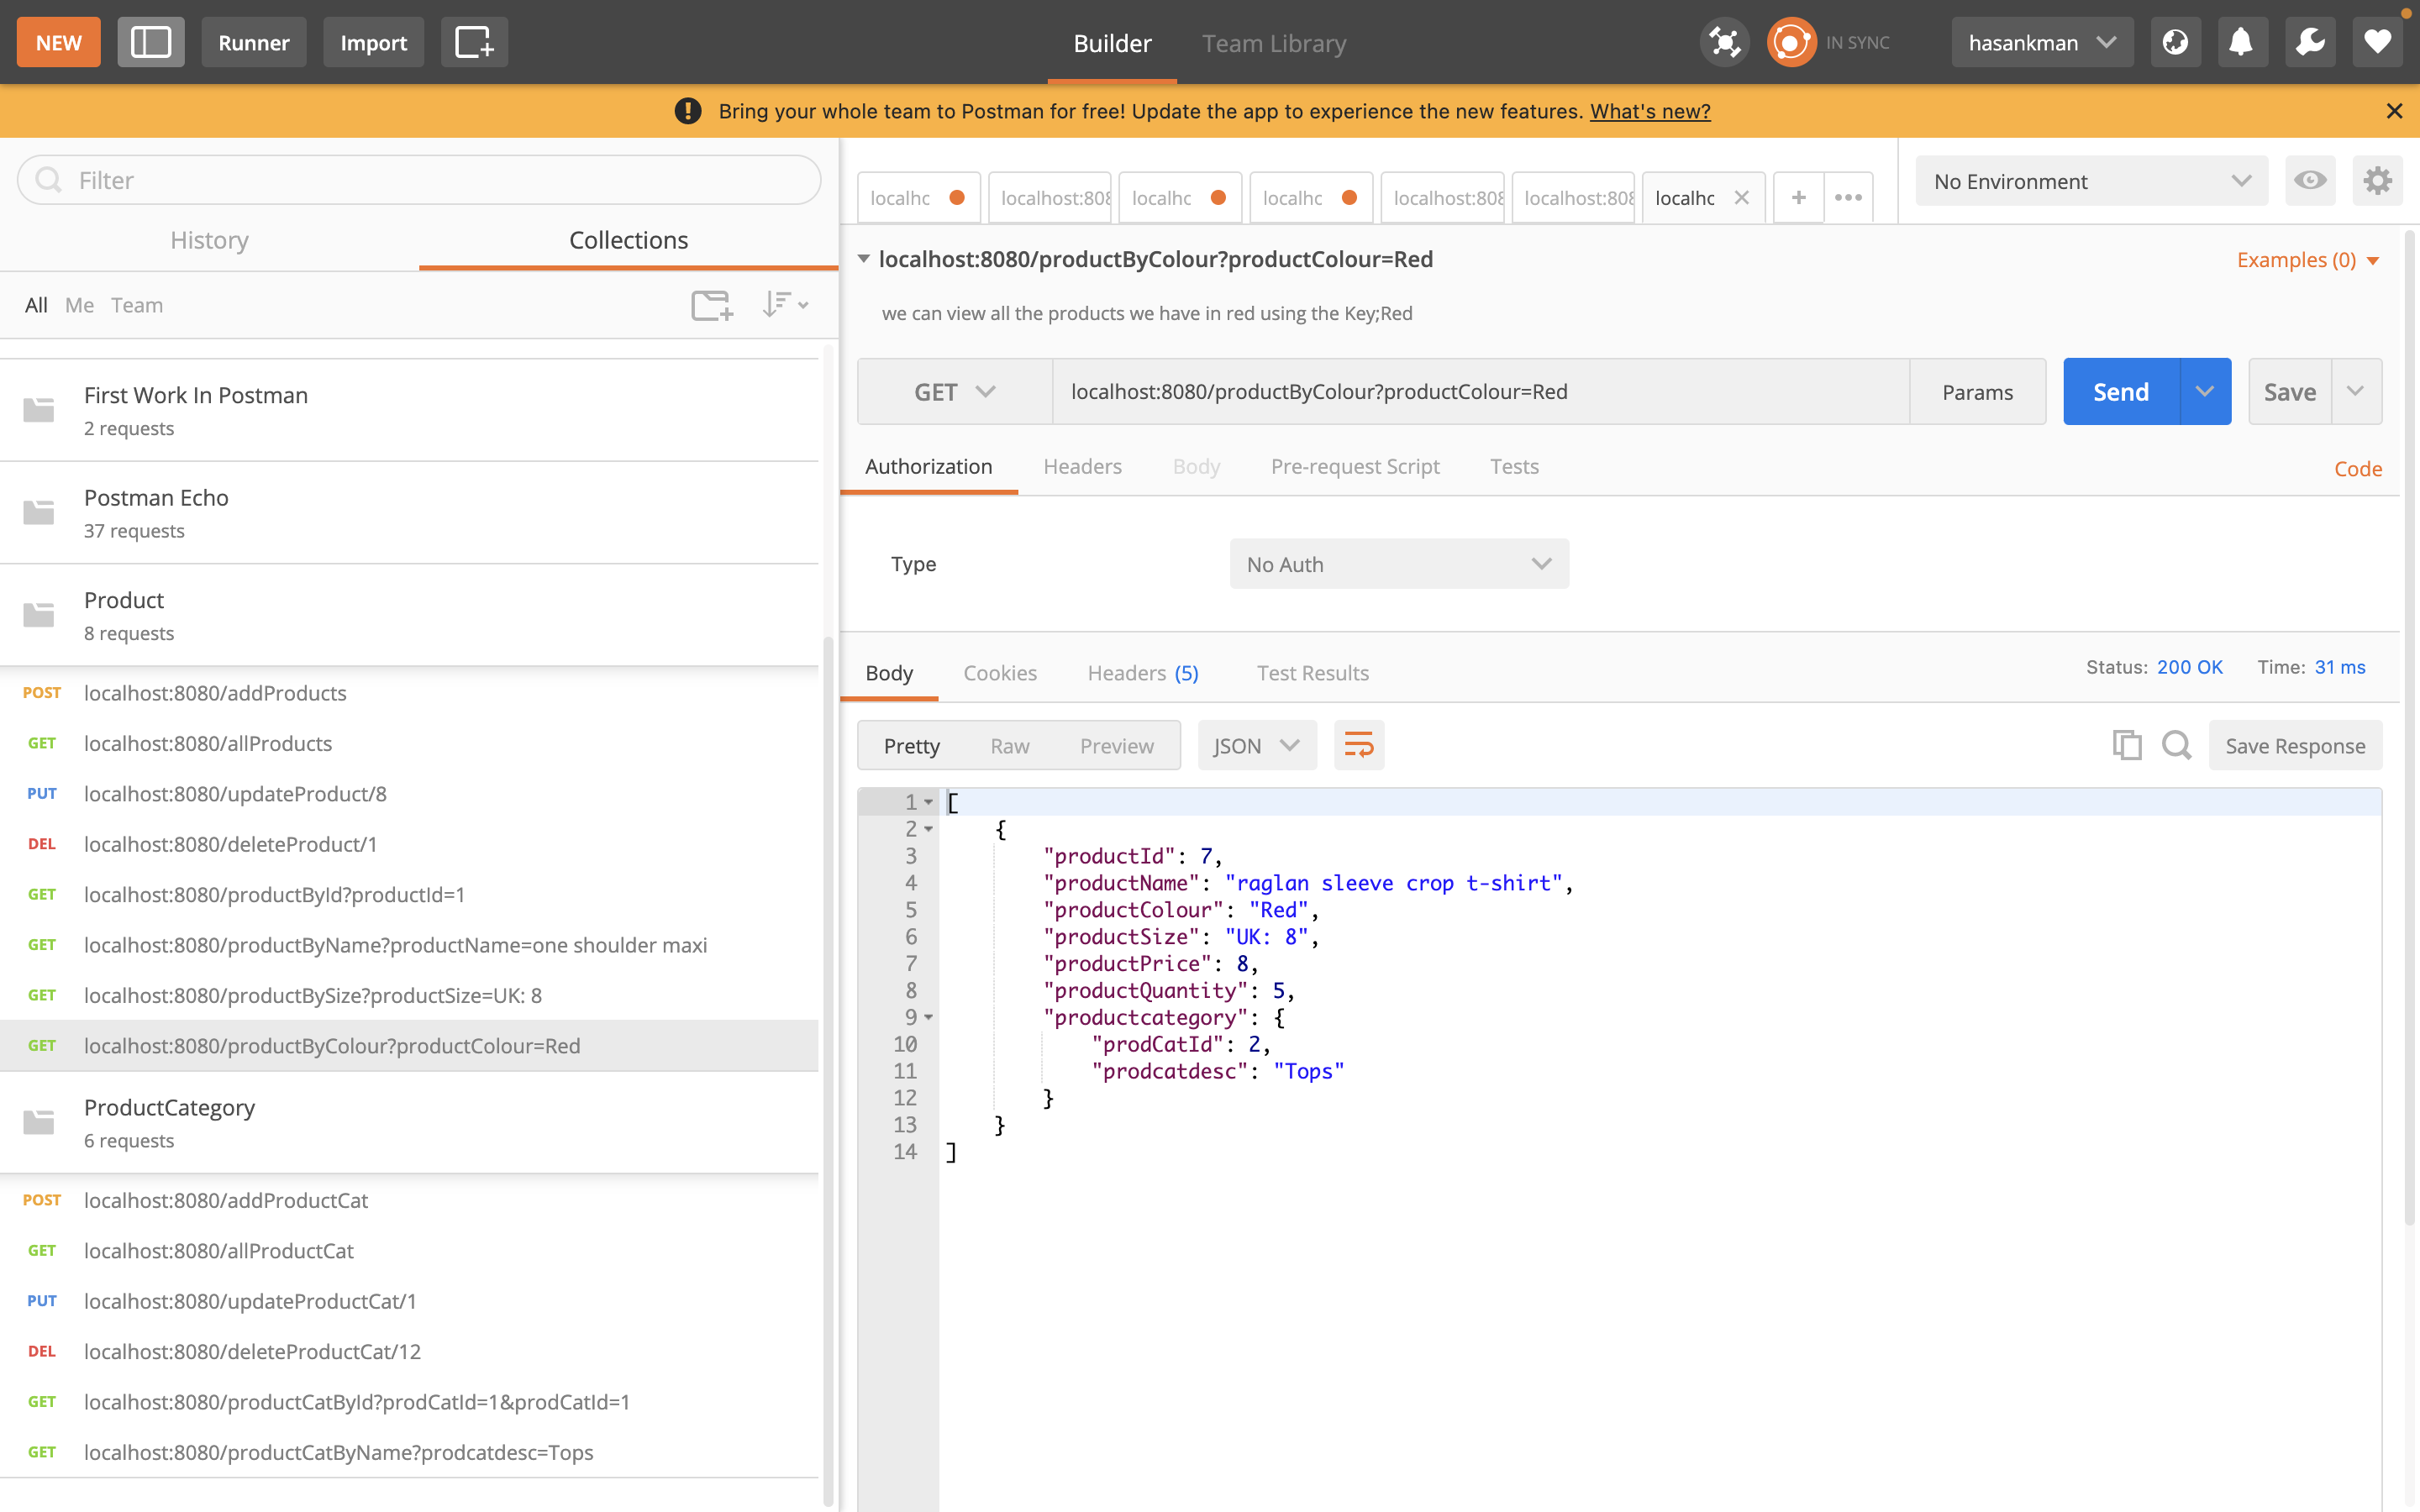 NEW
Runner
Import
Builder
Team Library
IN SYNC
hasankman
Bring your whole team to Postman for free! Update the app to experience the new features. What's new?
Filter
History
Collections
All Me Team
First Work In Postman
2 requests
Postman Echo
37 requests
Product
8 requests
POST localhost:8080/addProducts
GET localhost:8080/allProducts
PUT localhost:8080/updateProduct/8
DEL localhost:8080/deleteProduct/1
GET localhost:8080/productById?productId=1
GET localhost:8080/productByName?productName=one shoulder maxi
GET localhost:8080/productBySize?productSize=UK: 8
GET localhost:8080/productByColour?productColour=Red
ProductCategory
6 requests
POST localhost:8080/addProductCat
GET localhost:8080/allProductCat
PUT localhost:8080/updateProductCat/1
DEL localhost:8080/deleteProductCat/12
GET localhost:8080/productCatById?prodCatId=1&prodCatId=1
GET localhost:8080/productCatByName?prodcatdesc=Tops
localhc localhost:808 localhc localhc localhost:808 localhost:808 localhc
No Environment
localhost:8080/productByColour?productColour=Red
Examples (0)
we can view all the products we have in red using the Key;Red
GET localhost:8080/productByColour?productColour=Red Params Send Save
Authorization Headers Body Pre-request Script Tests Code
Type No Auth
Body Cookies Headers (5) Test Results Status: 200 OK Time: 31 ms
Pretty Raw Preview JSON Save Response
1 [
2 {
3 "productId": 7,
4 "productName": "raglan sleeve crop t-shirt",
5 "productColour": "Red",
6 "productSize": "UK: 8",
7 "productPrice": 8,
8 "productQuantity": 5,
9 "productcategory": {
10 "prodCatId": 2,
11 "prodcatdesc": "Tops"
12 }
13 }
14 ]